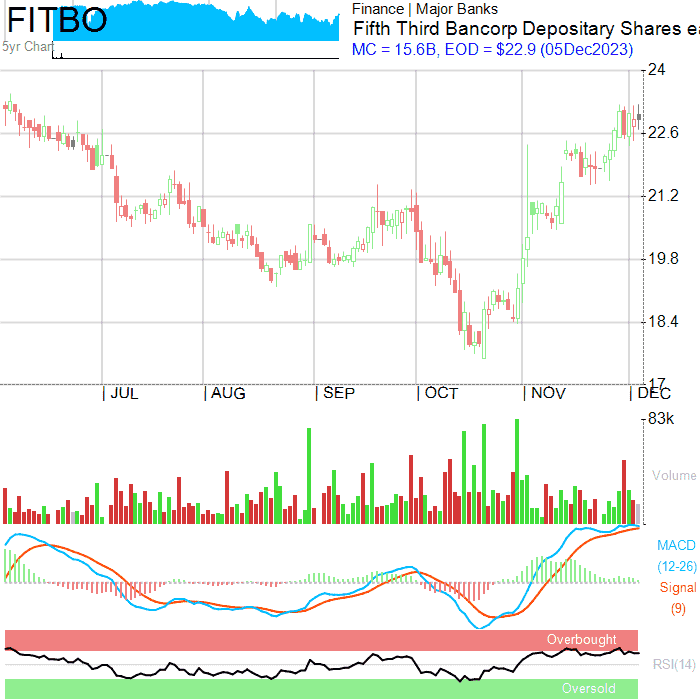 FITBO
5yr Chart
Finance | Major Banks
Fifth Third Bancorp Depositary Shares ea
MC = 15.6B, EOD = $22.9 (05Dec2023)
24
22.6
21.2
19.8
18.4
17
| JUL | AUG | SEP | OCT | NOV | DEC
83k
Volume
MACD
(12-26)
Signal
(9)
Overbought
RSI(14)
Oversold